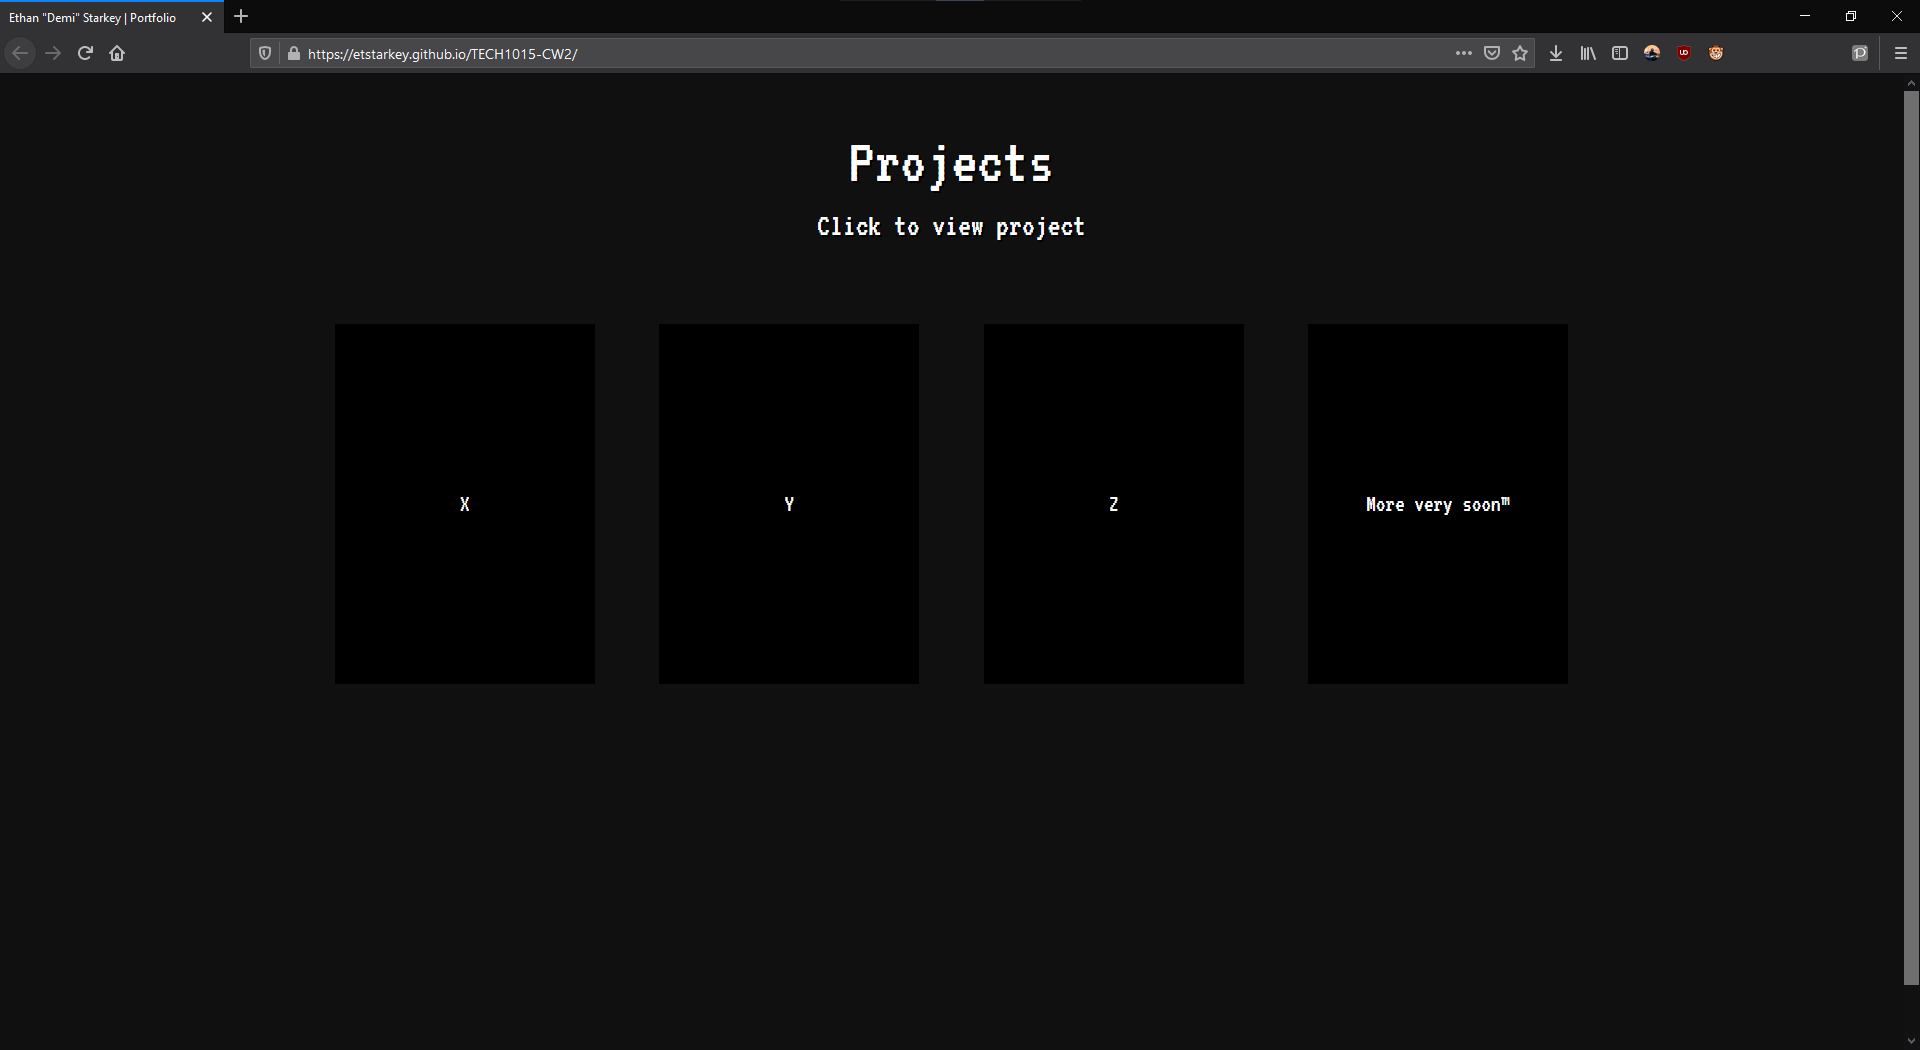 Ethan "Demi" Starkey | Portfolio
https://etstarkey.github.io/TECH1015-CW2/
Projects
Click to view project
X
Y
Z
More very soon™